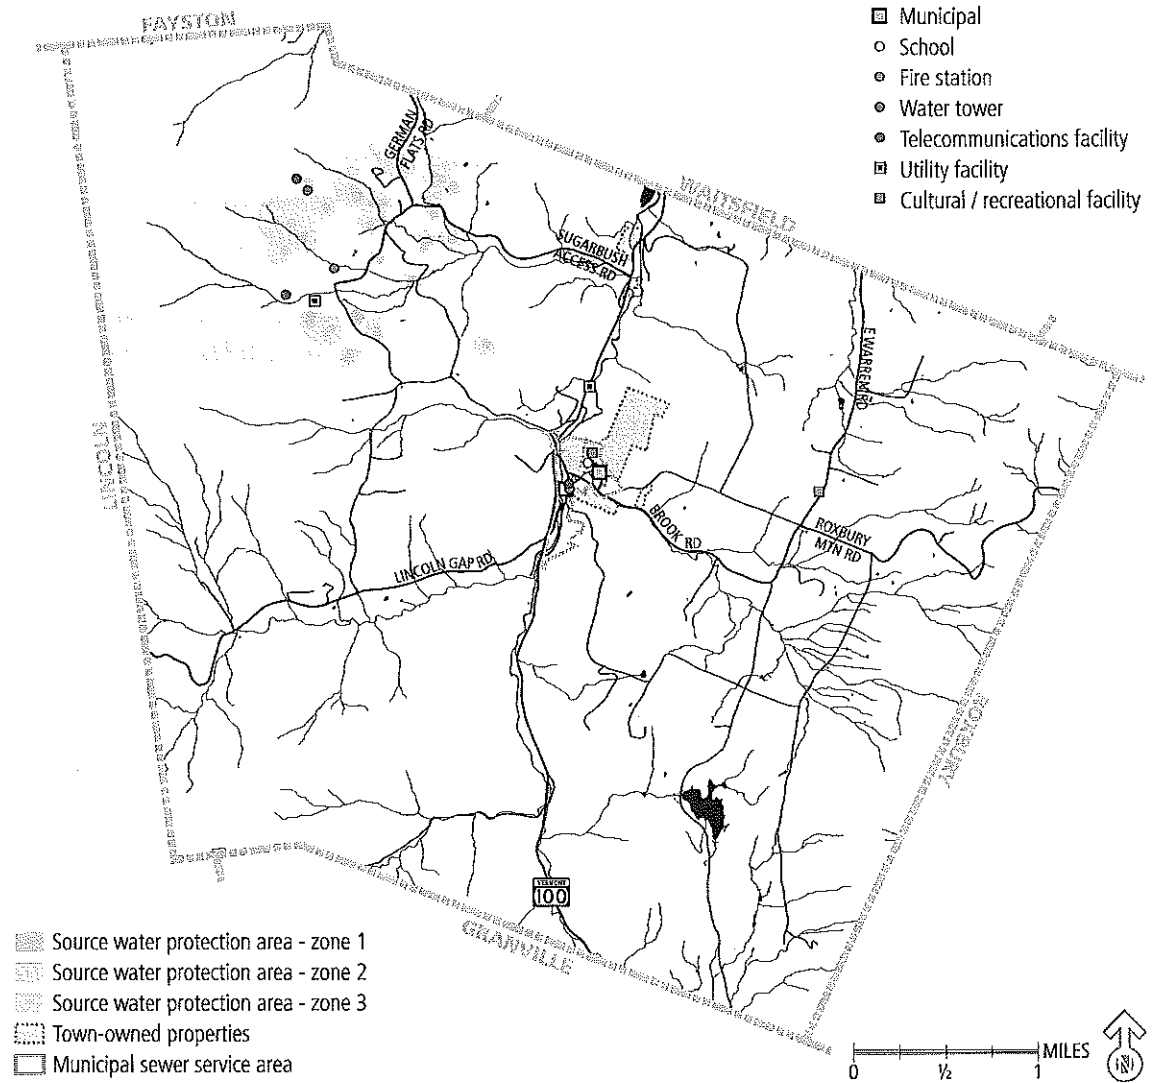 FAYSTON
Municipal
School
Fire station
Water tower
Telecommunications facility
Utility facility
Cultural / recreational facility
GERMAN
FLATS RD
WAITSFIELD
SUGARBUSH
ACCESS RD
E WARREN RD
LINCOLN
BROOK RD
ROXBURY
MTN RD
LINCOLN GAP RD
ROXBURY
VERMONT
100
GRANVILLE
Source water protection area - zone 1
Source water protection area - zone 2
Source water protection area - zone 3
Town-owned properties
Municipal sewer service area
MILES
0 ½ 1
N